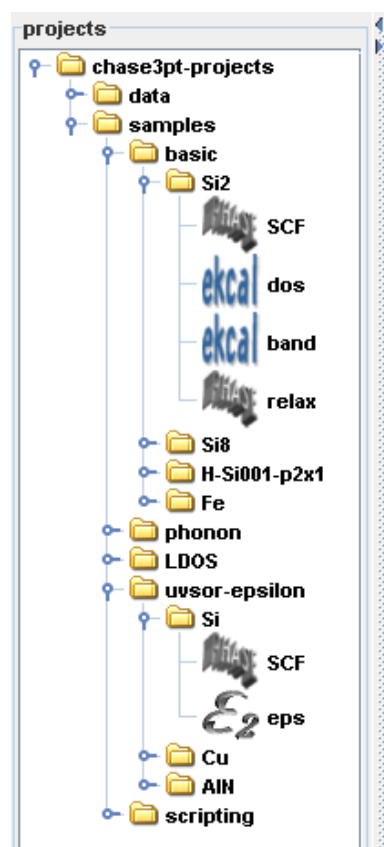 projects
chase3pt-projects
data
samples
basic
Si2
SCF
ekcal dos
ekcal band
relax
Si8
H-Si001-p2x1
Fe
phonon
LDOS
uvsor-epsilon
Si
SCF
ε2 eps
Cu
AlN
scripting